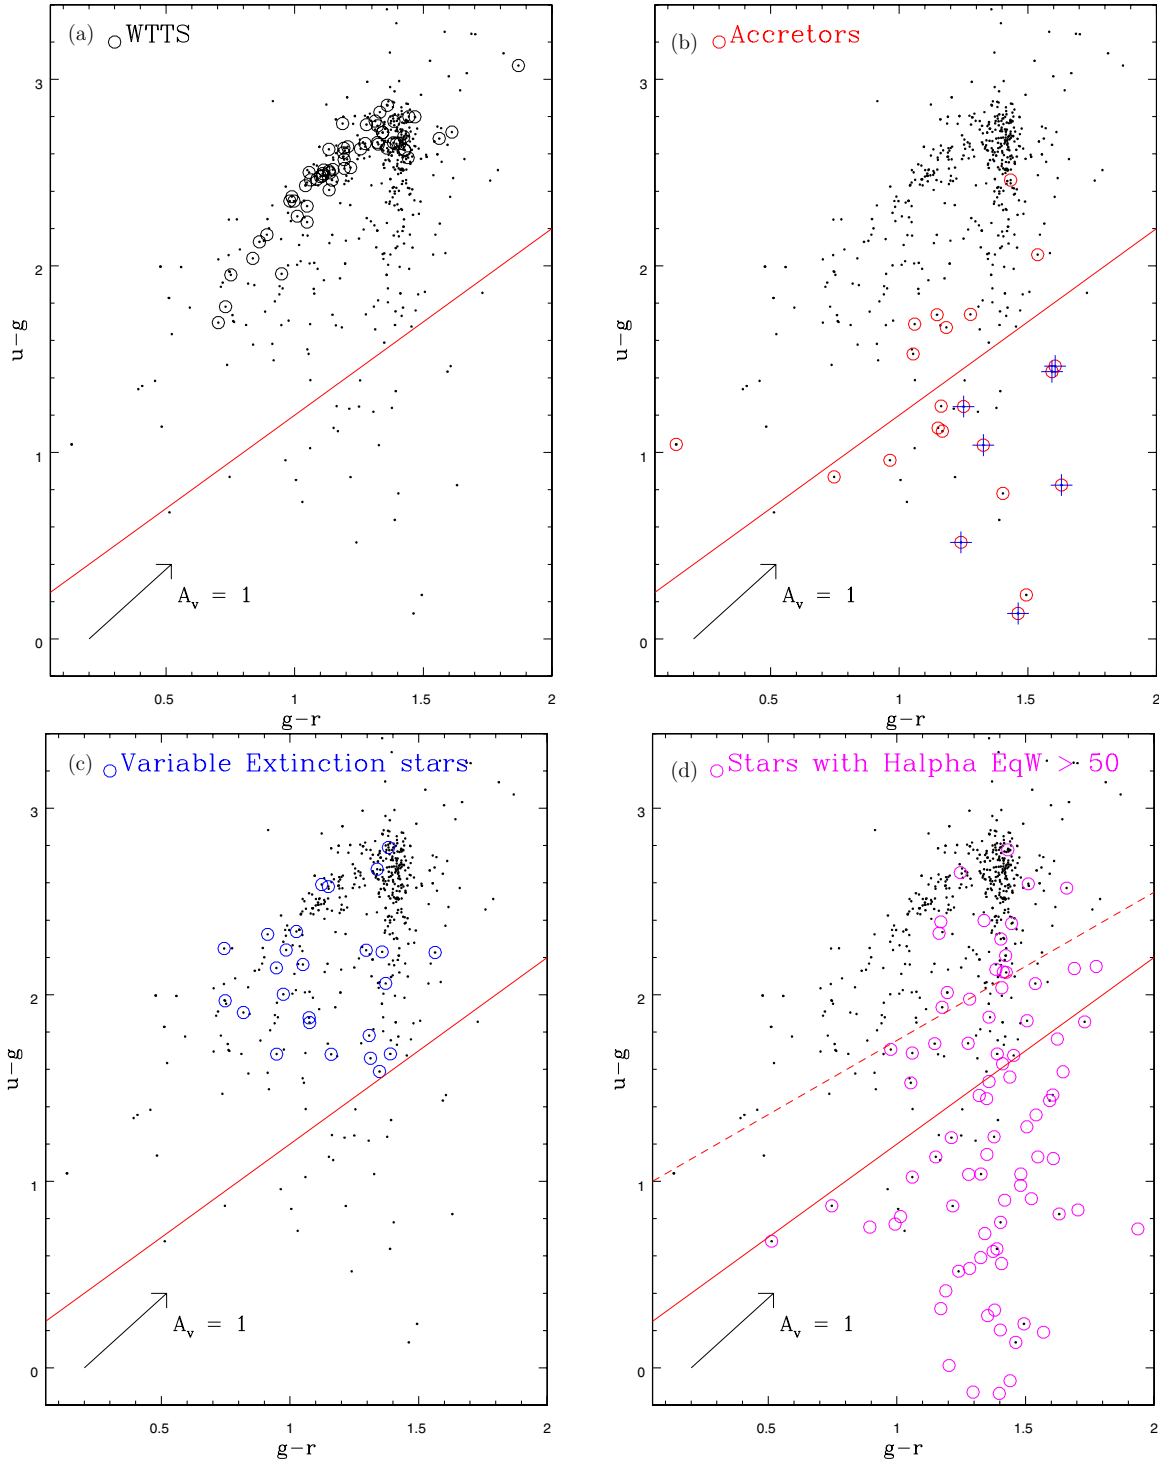 (a) WTTS
3
2
1
0
u-g
A_v = 1
0.5 1 1.5 2
g-r
(b) Accretors
3
2
1
0
u-g
A_v = 1
0.5 1 1.5 2
g-r
(c) Variable Extinction stars
3
2
1
0
u-g
A_v = 1
0.5 1 1.5 2
g-r
(d) Stars with Halpha EqW > 50
3
2
1
0
u-g
A_v = 1
0.5 1 1.5 2
g-r